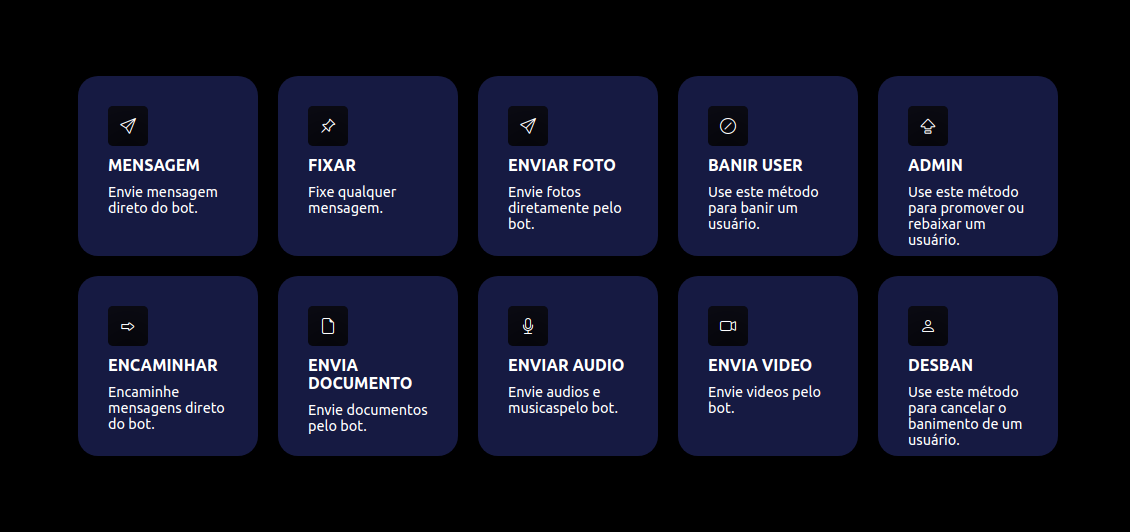 MENSAGEM
Envie mensagem
direto do bot.
FIXAR
Fixe qualquer
mensagem.
ENVIAR FOTO
Envie fotos
diretamente pelo
bot.
BANIR USER
Use este método
para banir um
usuário.
ADMIN
Use este método
para promover ou
rebaixar um
usuário.
ENCAMINHAR
Encaminhe
mensagens direto
do bot.
ENVIA
DOCUMENTO
Envie documentos
pelo bot.
ENVIAR AUDIO
Envie audios e
musicaspelo bot.
ENVIA VIDEO
Envie videos pelo
bot.
DESBAN
Use este método
para cancelar o
banimento de um
usuário.